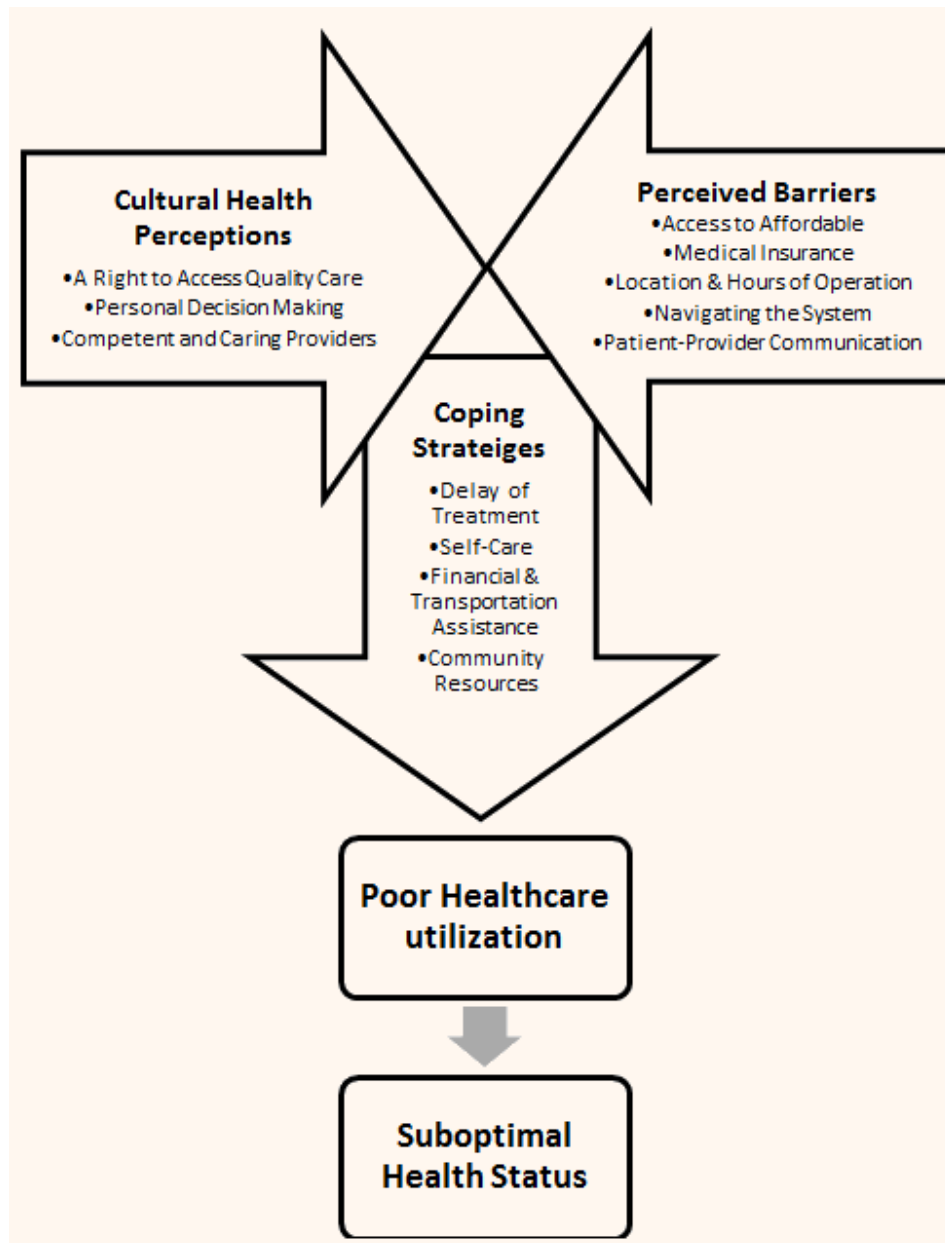 Cultural Health
Perceptions
•A Right to Access Quality Care
•Personal Decision Making
•Competent and Caring Providers
Perceived Barriers
•Access to Affordable
•Medical Insurance
•Location & Hours of Operation
•Navigating the System
•Patient-Provider Communication
Coping
Strateiges
•Delay of
Treatment
•Self-Care
•Financial &
Transportation
Assistance
•Community
Resources
Poor Healthcare
utilization
Suboptimal
Health Status